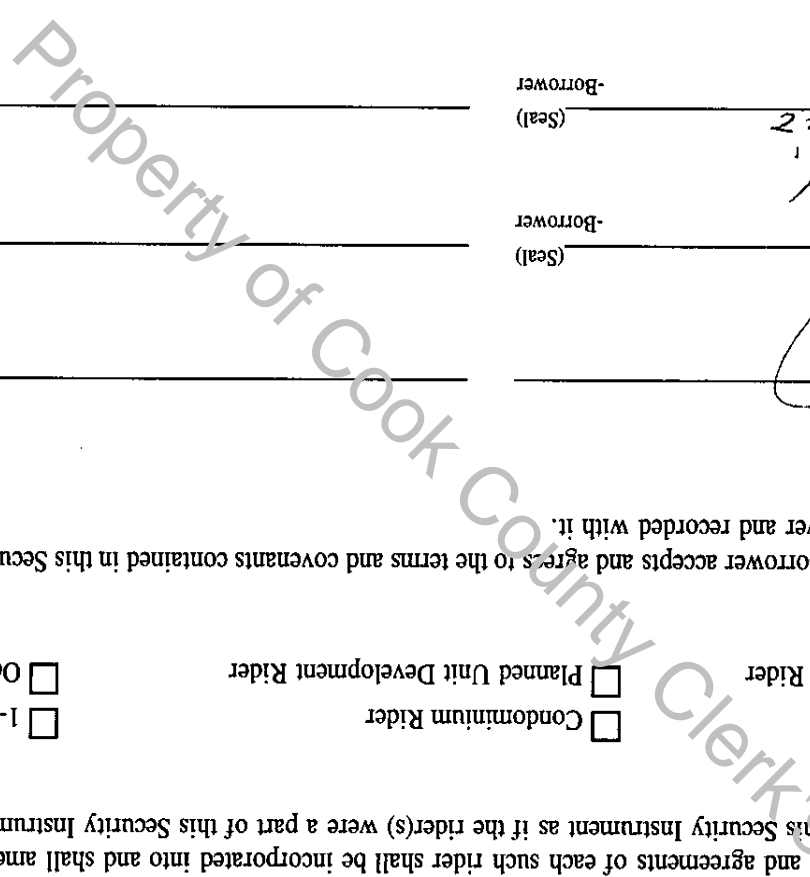 and agreements of each such rider shall be incorporated into and shall ame
is Security Instrument as if the rider(s) were a part of this Security Instrum
Condominium Rider 1-
Rider Planned Unit Development Rider
orrower accepts and agrees to the terms and covenants contained in this Secu
er and recorded with it.
(Seal)
-Borrower
(Seal)
-Borrower
Property of Cook County Clerk's